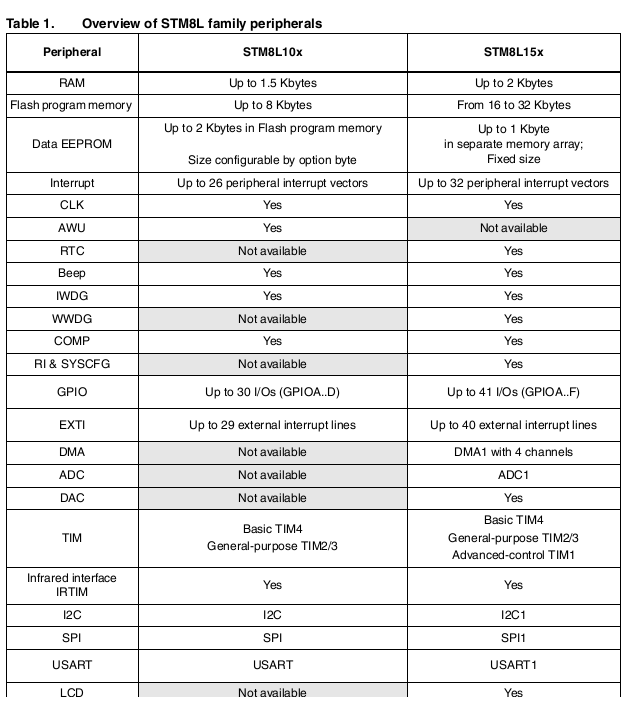 Table 1. Overview of STM8L family peripherals
Peripheral STM8L10x STM8L15x
RAM Up to 1.5 Kbytes Up to 2 Kbytes
Flash program memory Up to 8 Kbytes From 16 to 32 Kbytes
Data EEPROM Up to 2 Kbytes in Flash program memory
Size configurable by option byte Up to 1 Kbyte
in separate memory array;
Fixed size
Interrupt Up to 26 peripheral interrupt vectors Up to 32 peripheral interrupt vectors
CLK Yes Yes
AWU Yes Not available
RTC Not available Yes
Beep Yes Yes
IWDG Yes Yes
WWDG Not available Yes
COMP Yes Yes
RI & SYSCFG Not available Yes
GPIO Up to 30 I/Os (GPIOA..D) Up to 41 I/Os (GPIOA..F)
EXTI Up to 29 external interrupt lines Up to 40 external interrupt lines
DMA Not available DMA1 with 4 channels
ADC Not available ADC1
DAC Not available Yes
TIM Basic TIM4
General-purpose TIM2/3 Basic TIM4
General-purpose TIM2/3
Advanced-control TIM1
Infrared interface
IRTIM Yes Yes
I2C I2C I2C1
SPI SPI SPI1
USART USART USART1
LCD Not available Yes